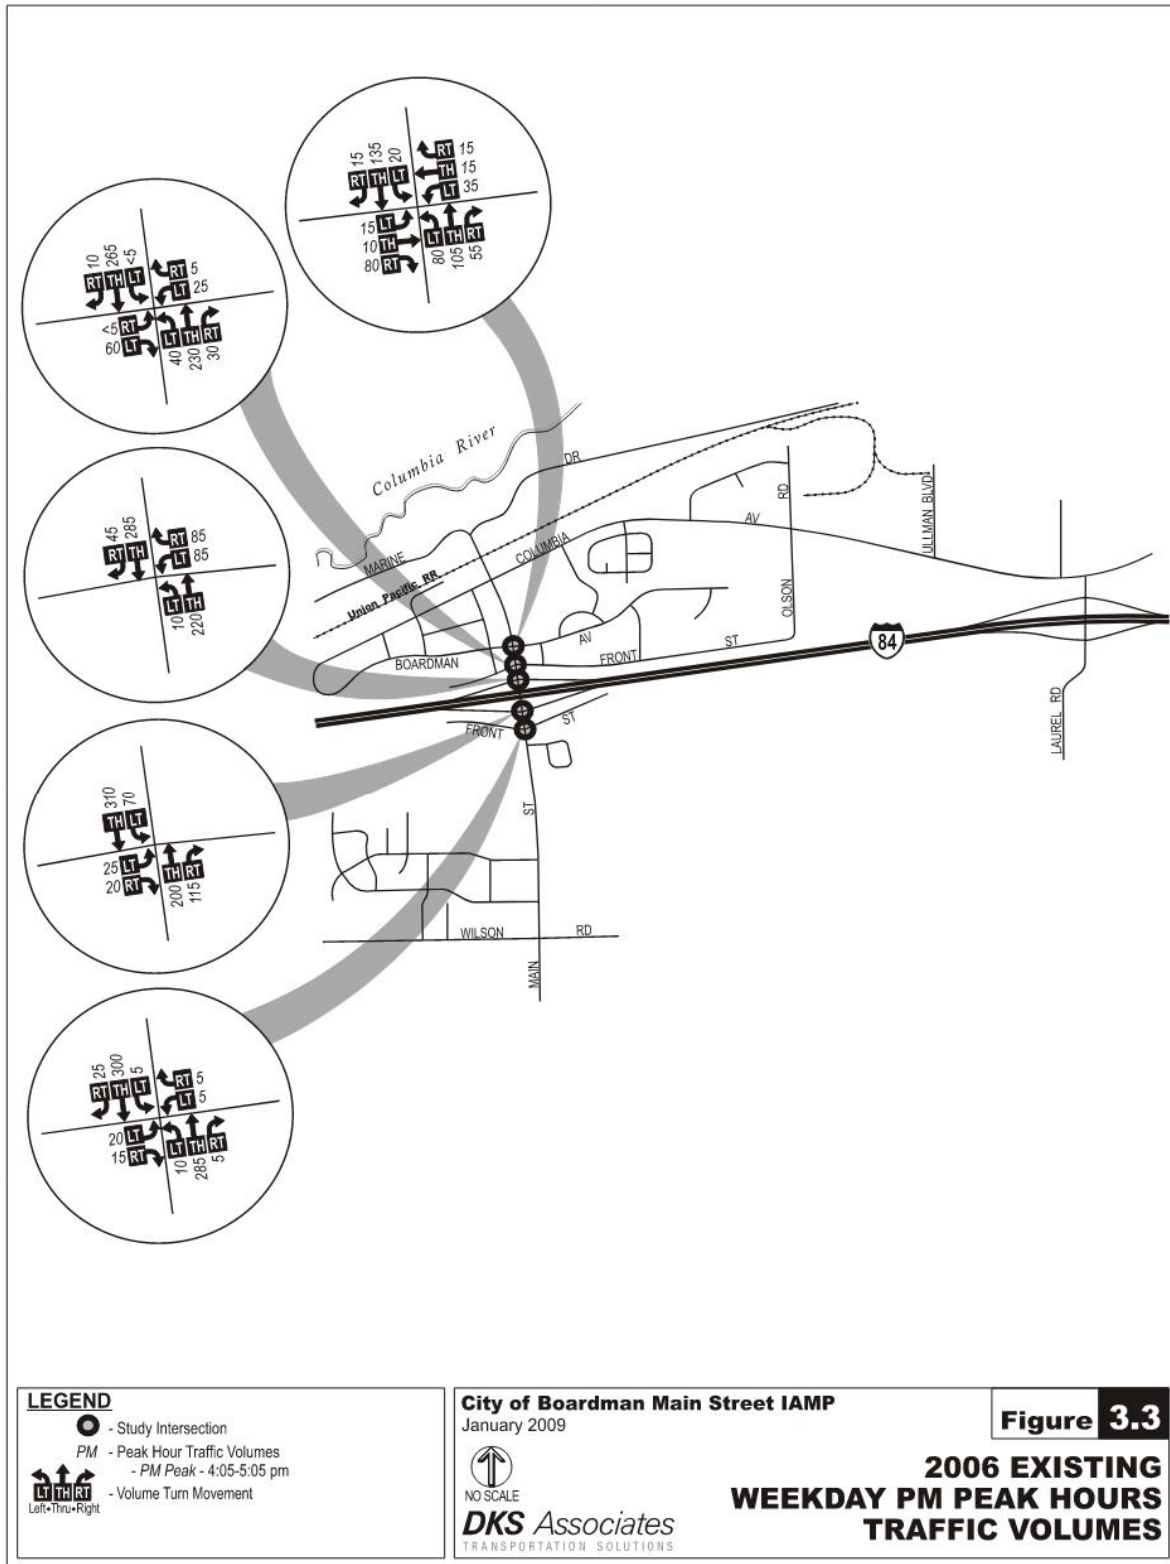 15
135
20
RT TH LT
RT 15
TH 15
LT 35
15 LT
10 TH
80 RT
LT TH RT
80
105
55
10
265
<5
RT TH LT
RT 5
LT 25
<5 RT
60 LT
LT TH RT
40
230
30
45
285
RT TH
RT 85
LT 85
LT TH
10
220
310
70
TH LT
25 LT
20 RT
TH RT
200
115
25
300
5
RT TH LT
RT 5
LT 5
20 LT
15 RT
LT TH RT
10
285
5
Columbia River
DR
MARINE
Union Pacific RR
COLUMBIA
AV
RD
OLSON
ULLMAN BLVD
BOARDMAN
AV
FRONT
ST
84
FRONT
ST
LAUREL RD
ST
WILSON
RD
MAIN
LEGEND
- Study Intersection
PM - Peak Hour Traffic Volumes
- PM Peak - 4:05-5:05 pm
LT TH RT - Volume Turn Movement
Left•Thru•Right
City of Boardman Main Street IAMP
January 2009
NO SCALE
DKS Associates
TRANSPORTATION SOLUTIONS
Figure 3.3
2006 EXISTING
WEEKDAY PM PEAK HOURS
TRAFFIC VOLUMES